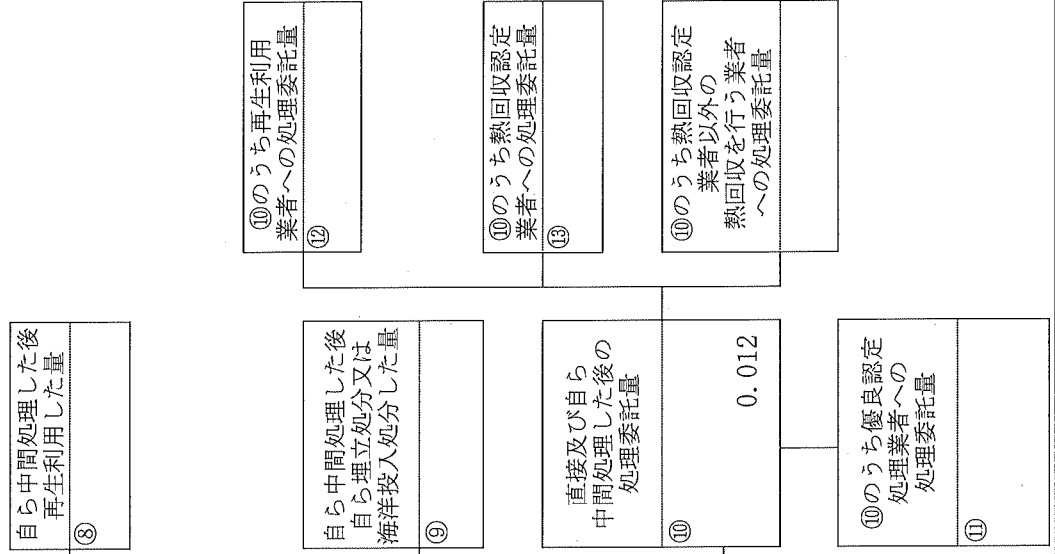 自ら中間処理した後
再生利用した量
⑧
自ら中間処理した後
自ら埋立処分又は
海洋投入処分した量
⑨
直接及び自ら
中間処理した後の
処理委託量
⑩
0.012
⑩のうち優良認定
処理業者への
処理委託量
⑪
⑩のうち再生利用
業者への処理委託量
⑫
⑩のうち熱回収認定
業者への処理委託量
⑬
⑩のうち熱回収認定
業者以外の
熱回収を行う業者
への処理委託量